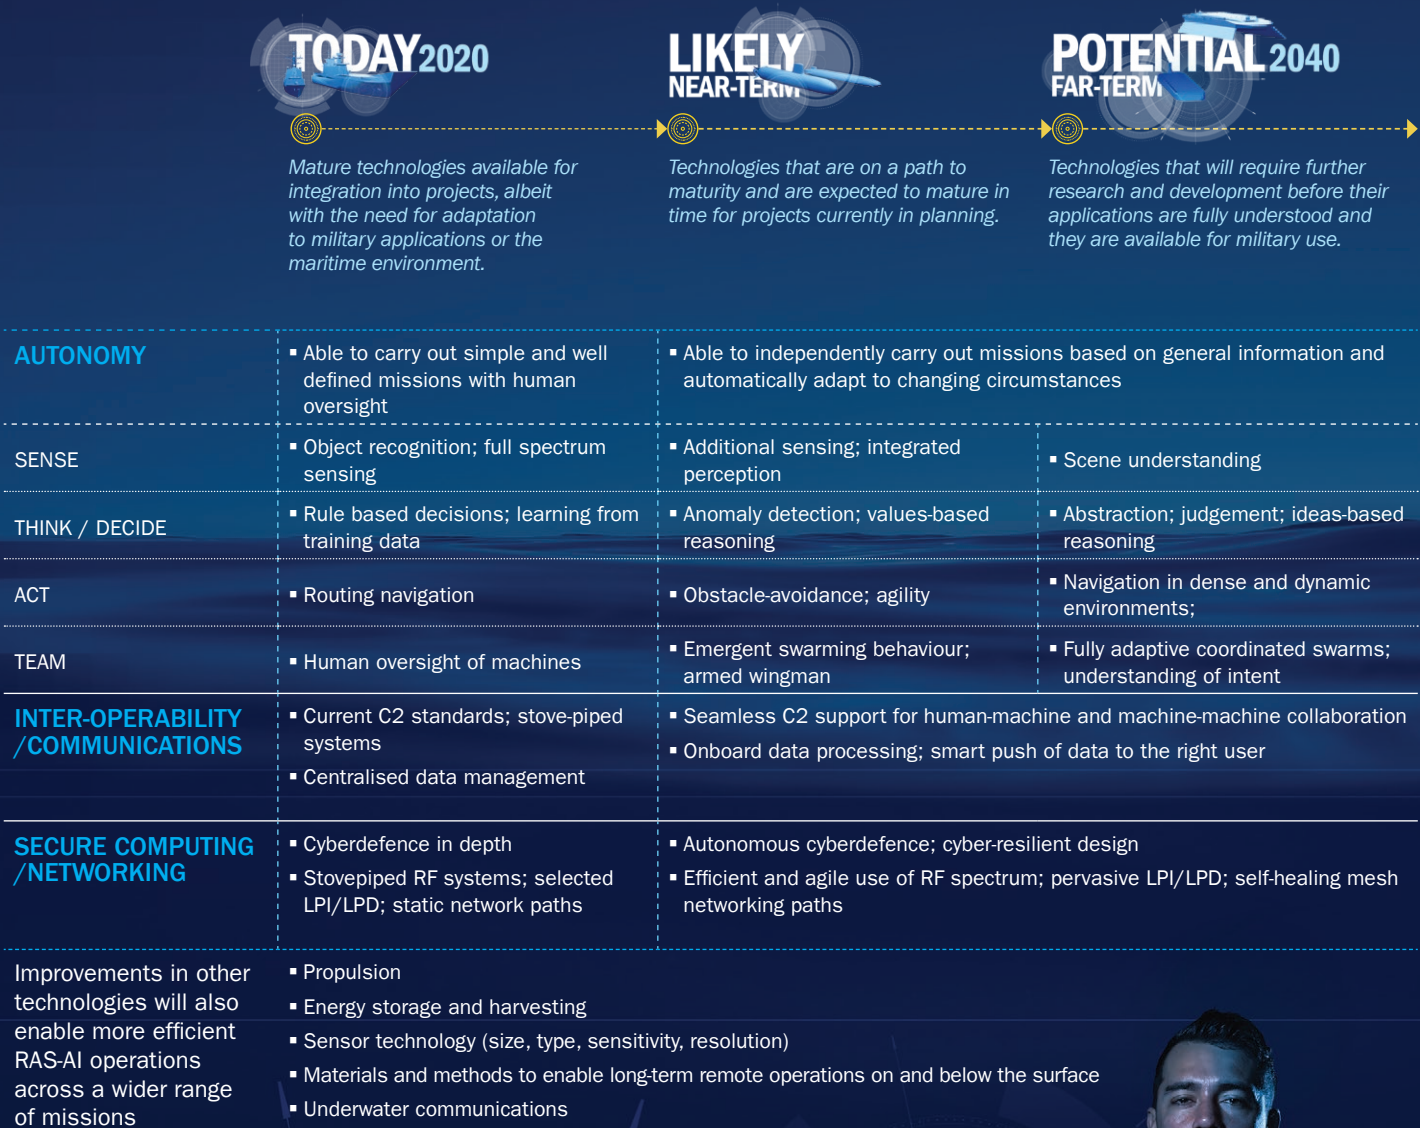 TODAY 2020
LIKELY
NEAR-TERM
POTENTIAL 2040
FAR-TERM
Mature technologies available for
integration into projects, albeit
with the need for adaptation
to military applications or the
maritime environment.
Technologies that are on a path to
maturity and are expected to mature in
time for projects currently in planning.
Technologies that will require further
research and development before their
applications are fully understood and
they are available for military use.
AUTONOMY
▪ Able to carry out simple and well
defined missions with human
oversight
▪ Able to independently carry out missions based on general information and
automatically adapt to changing circumstances
SENSE
▪ Object recognition; full spectrum
sensing
▪ Additional sensing; integrated
perception
▪ Scene understanding
THINK / DECIDE
▪ Rule based decisions; learning from
training data
▪ Anomaly detection; values-based
reasoning
▪ Abstraction; judgement; ideas-based
reasoning
ACT
▪ Routing navigation
▪ Obstacle-avoidance; agility
▪ Navigation in dense and dynamic
environments;
TEAM
▪ Human oversight of machines
▪ Emergent swarming behaviour;
armed wingman
▪ Fully adaptive coordinated swarms;
understanding of intent
INTER-OPERABILITY
/COMMUNICATIONS
▪ Current C2 standards; stove-piped
systems
▪ Centralised data management
▪ Seamless C2 support for human-machine and machine-machine collaboration
▪ Onboard data processing; smart push of data to the right user
SECURE COMPUTING
/NETWORKING
▪ Cyberdefence in depth
▪ Stovepiped RF systems; selected
LPI/LPD; static network paths
▪ Autonomous cyberdefence; cyber-resilient design
▪ Efficient and agile use of RF spectrum; pervasive LPI/LPD; self-healing mesh
networking paths
Improvements in other
technologies will also
enable more efficient
RAS-AI operations
across a wider range
of missions
▪ Propulsion
▪ Energy storage and harvesting
▪ Sensor technology (size, type, sensitivity, resolution)
▪ Materials and methods to enable long-term remote operations on and below the surface
▪ Underwater communications